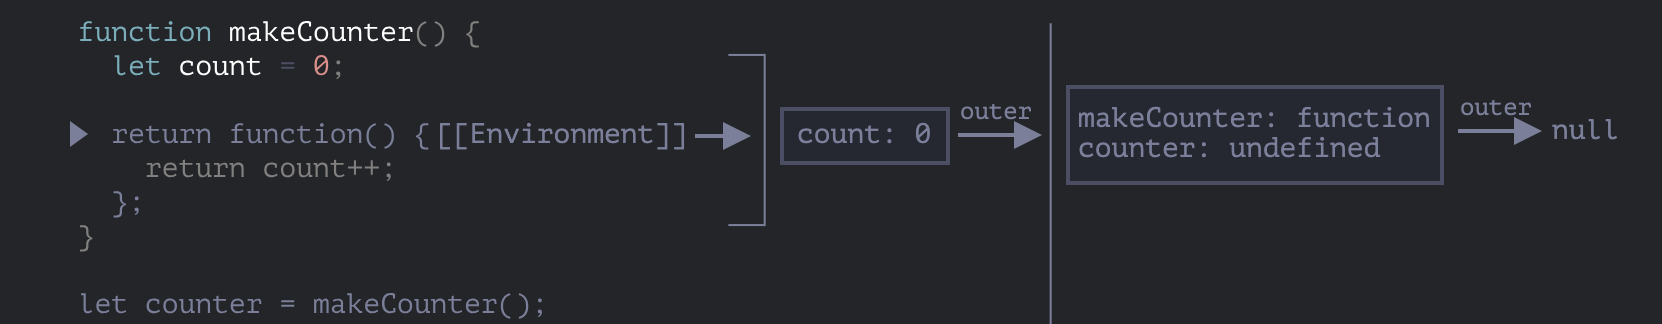 function makeCounter() {
let count = 0;
return function() { [[Environment]]
return count++;
};
}
let counter = makeCounter();
count: 0
outer
makeCounter: function
counter: undefined
outer
null